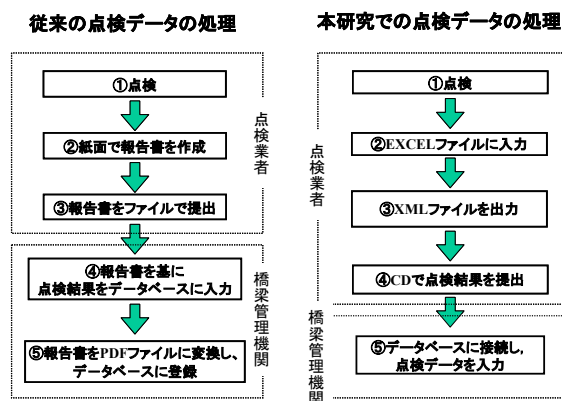 従来の点検データの処理
①点検
②紙面で報告書を作成
③報告書をファイルで提出
点検業者
④報告書を基に
点検結果をデータベースに入力
⑤報告書をPDFファイルに変換し、
データベースに登録
橋梁管理機関
本研究での点検データの処理
①点検
②EXCELファイルに入力
③XMLファイルを出力
④CDで点検結果を提出
点検業者
⑤データベースに接続し,
点検データを入力
橋梁管理機関